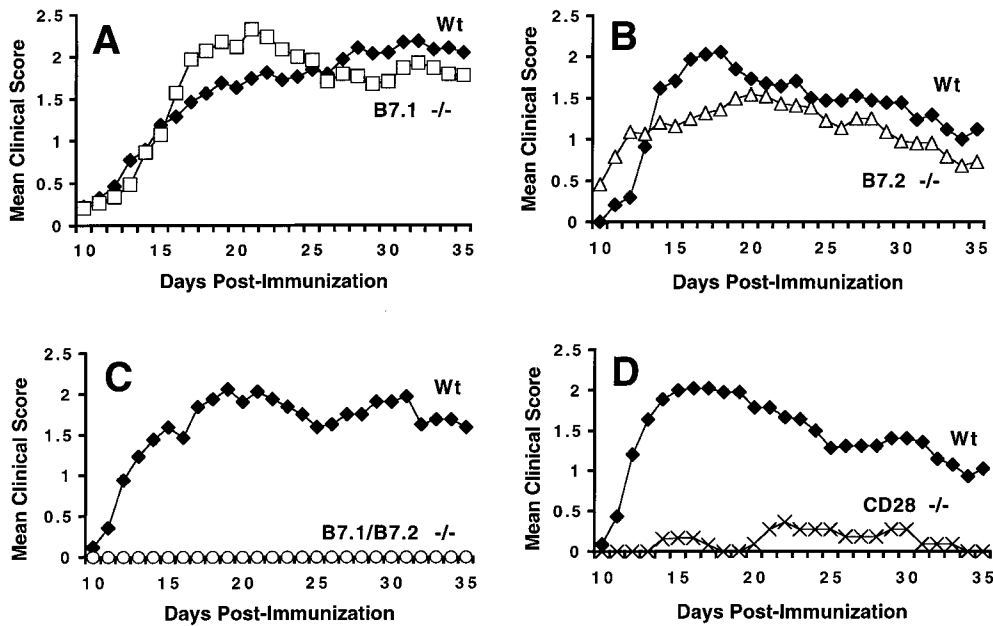 A
Mean Clinical Score
2.5
2
1.5
1
0.5
0
Wt
B7.1 -/-
10 15 20 25 30 35
Days Post-Immunization
B
Mean Clinical Score
2.5
2
1.5
1
0.5
0
Wt
B7.2 -/-
10 15 20 25 30 35
Days Post-Immunization
C
Mean Clinical Score
2.5
2
1.5
1
0.5
0
Wt
B7.1/B7.2 -/-
10 15 20 25 30 35
Days Post-Immunization
D
Mean Clinical Score
2.5
2
1.5
1
0.5
0
Wt
CD28 -/-
10 15 20 25 30 35
Days Post-Immunization